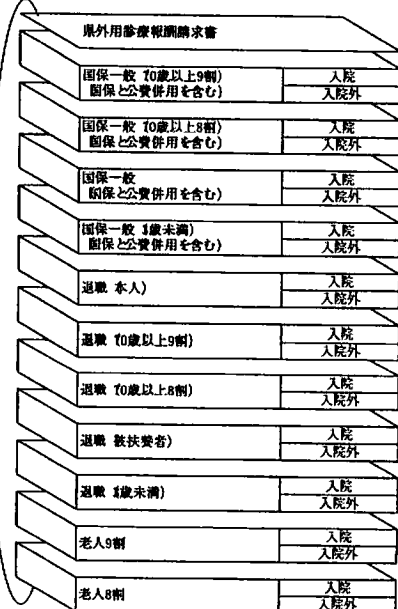 県外用診療報酬請求書
国保一般 70歳以上9割)
国保と公費併用を含む)
入院
入院外
国保一般 70歳以上8割)
国保と公費併用を含む)
入院
入院外
国保一般
国保と公費併用を含む)
入院
入院外
国保一般 3歳未満)
国保と公費併用を含む)
入院
入院外
退職 本人)
入院
入院外
退職 70歳以上9割)
入院
入院外
退職 70歳以上8割)
入院
入院外
退職 被扶養者)
入院
入院外
退職 3歳未満)
入院
入院外
老人9割
入院
入院外
老人8割
入院
入院外